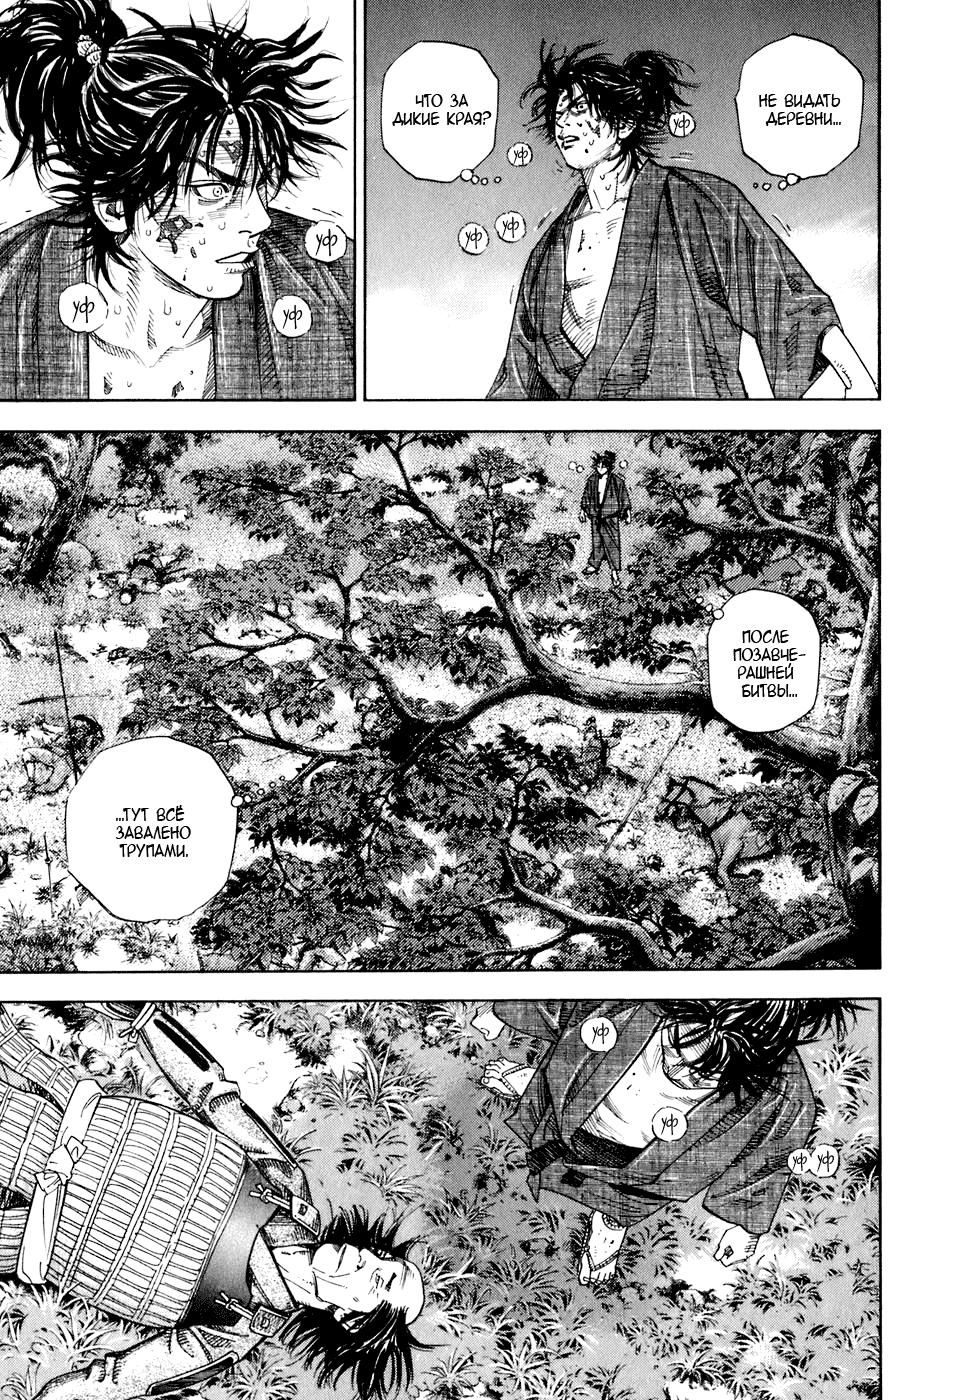 НЕ ВИДАТЬ
ДЕРЕВНИ...
ЧТО ЗА
ДИКИЕ КРАЯ?
УФ
УФ
УФ
УФ
УФ
УФ
УФ
ПОСЛЕ
ПОЗАВЧЕ-
РАШНЕЙ
БИТВЫ...
...ТУТ ВСЁ
ЗАВАЛЕНО
ТРУПАМИ.
УФ
УФ
УФ УФ